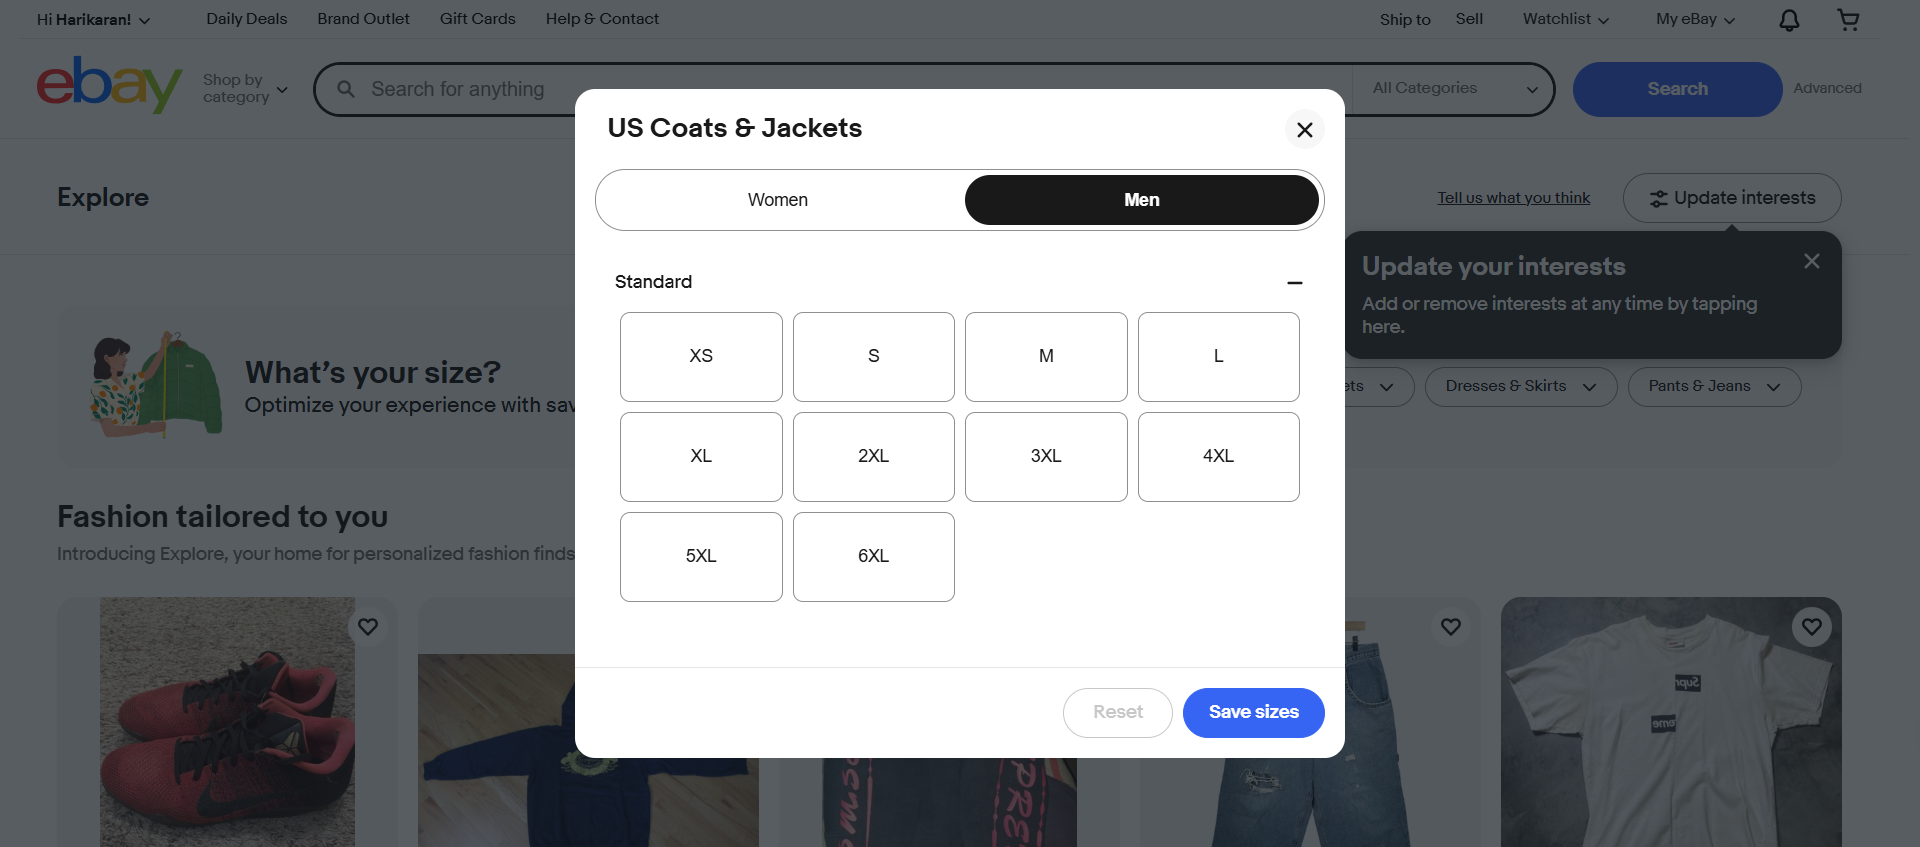 Hi Harikaran!
Daily Deals
Brand Outlet
Gift Cards
Help & Contact
Ship to
Sell
Watchlist
My eBay
ebay
Shop by
category
Search for anything
All Categories
Search
Advanced
US Coats & Jackets
Women
Men
Explore
Tell us what you think
Update interests
Update your interests
Add or remove interests at any time by tapping
here.
Standard
XS
S
M
L
XL
2XL
3XL
4XL
5XL
6XL
What's your size?
Optimize your experience with sav
ets
Dresses & Skirts
Pants & Jeans
Fashion tailored to you
Introducing Explore, your home for personalized fashion finds
Reset
Save sizes